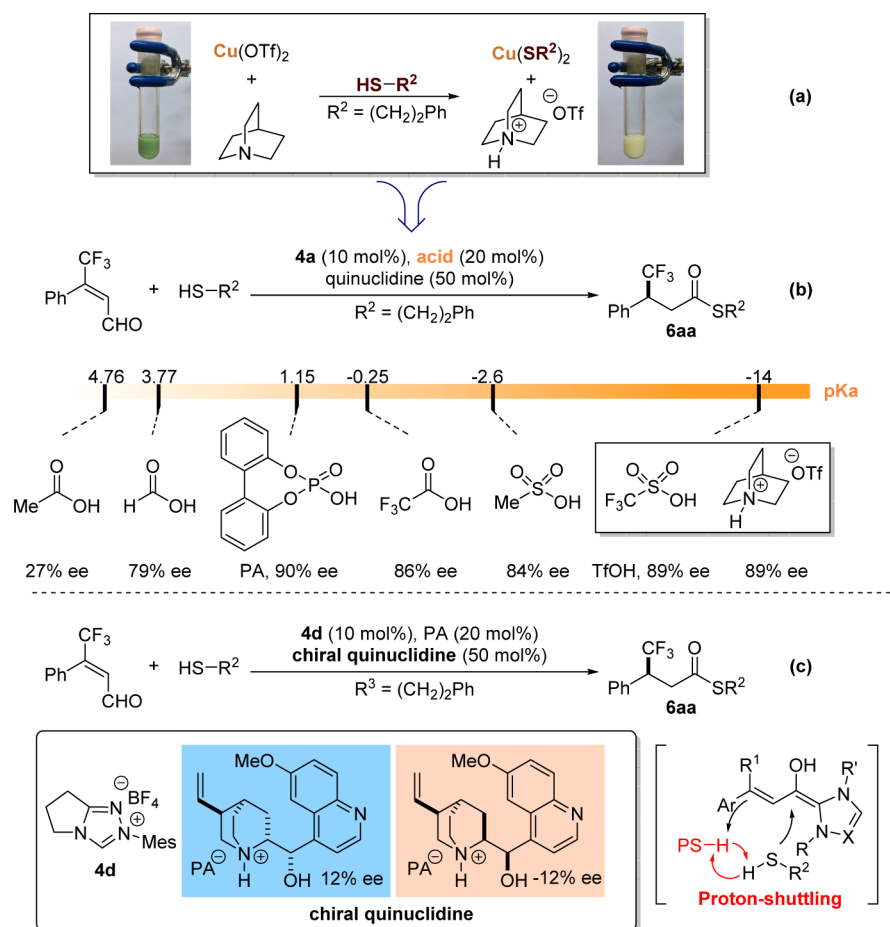 Cu(OTf)2
+
N
HS–R2
R2 = (CH2)2Ph
Cu(SR2)2
+
⊖
OTf
N
⊕
H
(a)
CF3
Ph
CHO
+
HS–R2
4a (10 mol%), acid (20 mol%)
quinuclidine (50 mol%)
R2 = (CH2)2Ph
CF3
O
Ph
SR2
6aa
(b)
4.76
3.77
1.15
-0.25
-2.6
-14
pKa
O
Me
OH
O
H
OH
O
O
P
O
OH
O
F3C
OH
O
O
S
Me
OH
O
O
S
F3C
OH
⊖
OTf
N
⊕
H
27% ee
79% ee
PA, 90% ee
86% ee
84% ee
TfOH, 89% ee
89% ee
CF3
Ph
CHO
+
HS–R2
4d (10 mol%), PA (20 mol%)
chiral quinuclidine (50 mol%)
R3 = (CH2)2Ph
CF3
O
Ph
SR2
6aa
(c)
⊖
BF4
N
⊕
N
N
Mes
4d
MeO
N
N
⊕
H
PA⊖
OH
12% ee
MeO
N
N
⊕
H
PA⊖
OH
-12% ee
chiral quinuclidine
R1
OH
R'
Ar
N
N
X
R
PS–H
H
S
R2
Proton-shuttling